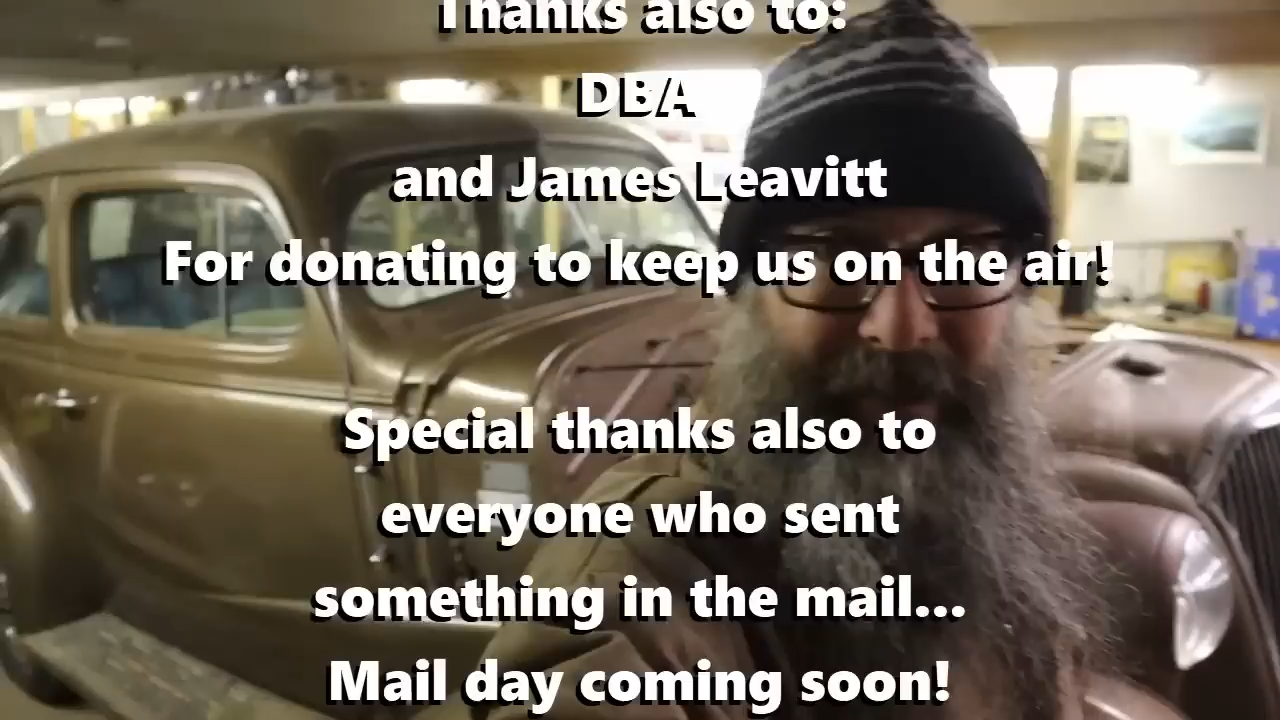 Thanks also to:
DBA
and James Leavitt
For donating to keep us on the air!
Special thanks also to
everyone who sent
something in the mail...
Mail day coming soon!